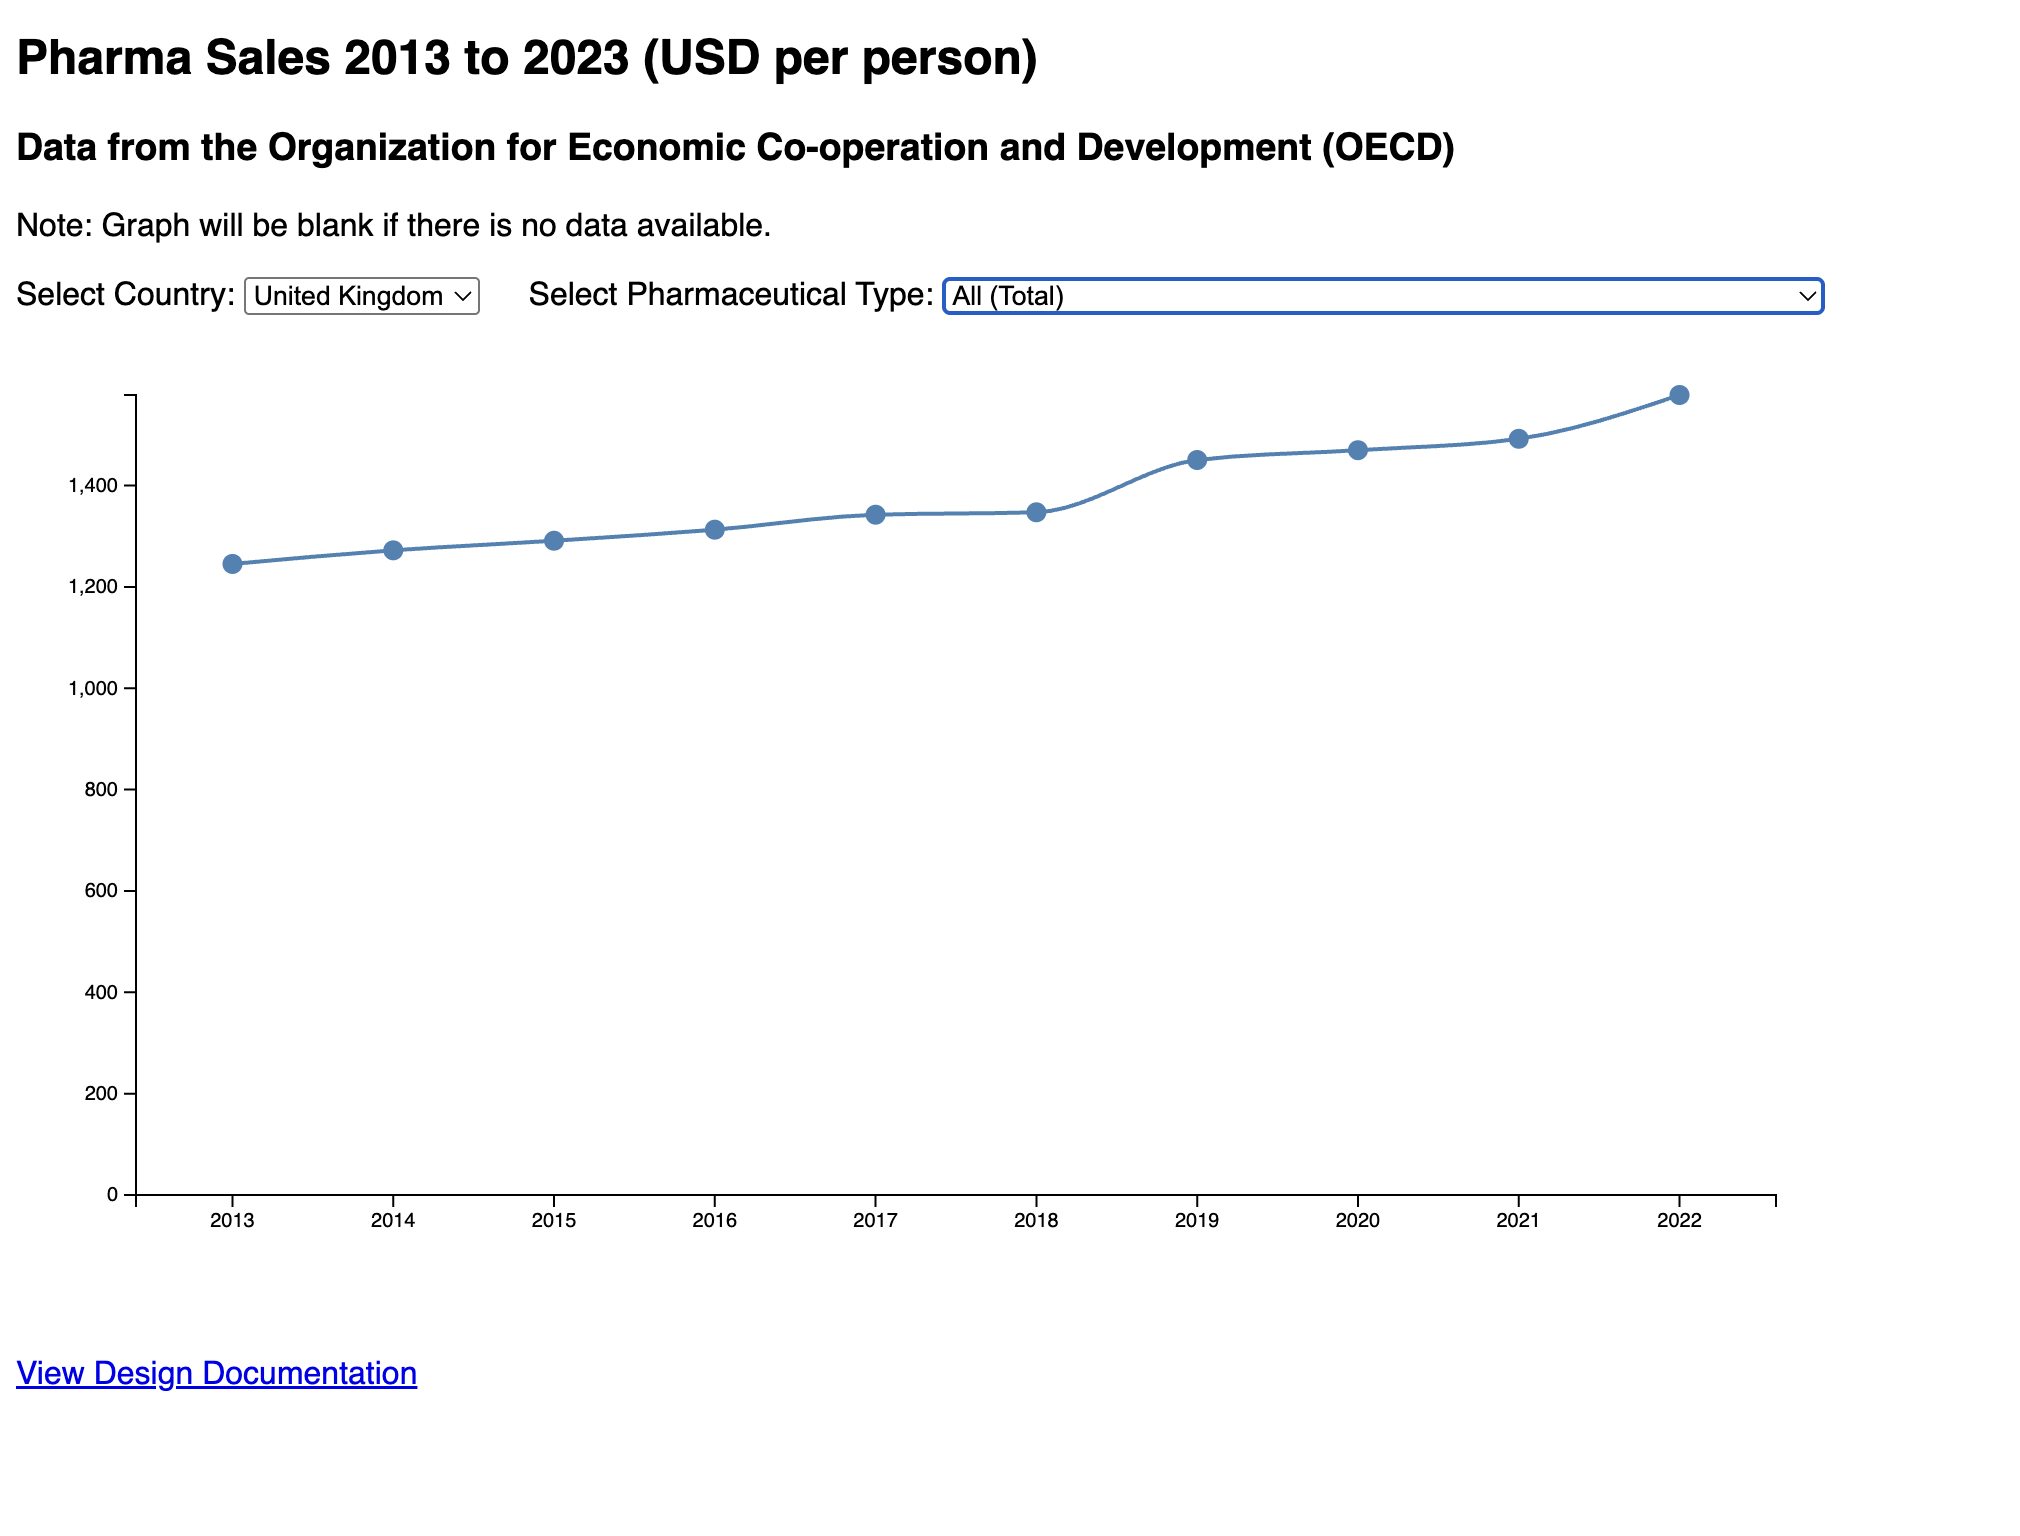 Pharma Sales 2013 to 2023 (USD per person)
Data from the Organization for Economic Co-operation and Development (OECD)
Note: Graph will be blank if there is no data available.
Select Country: United Kingdom Select Pharmaceutical Type: All (Total)
1,400
1,200
1,000
800
600
400
200
0
2013 2014 2015 2016 2017 2018 2019 2020 2021 2022
View Design Documentation